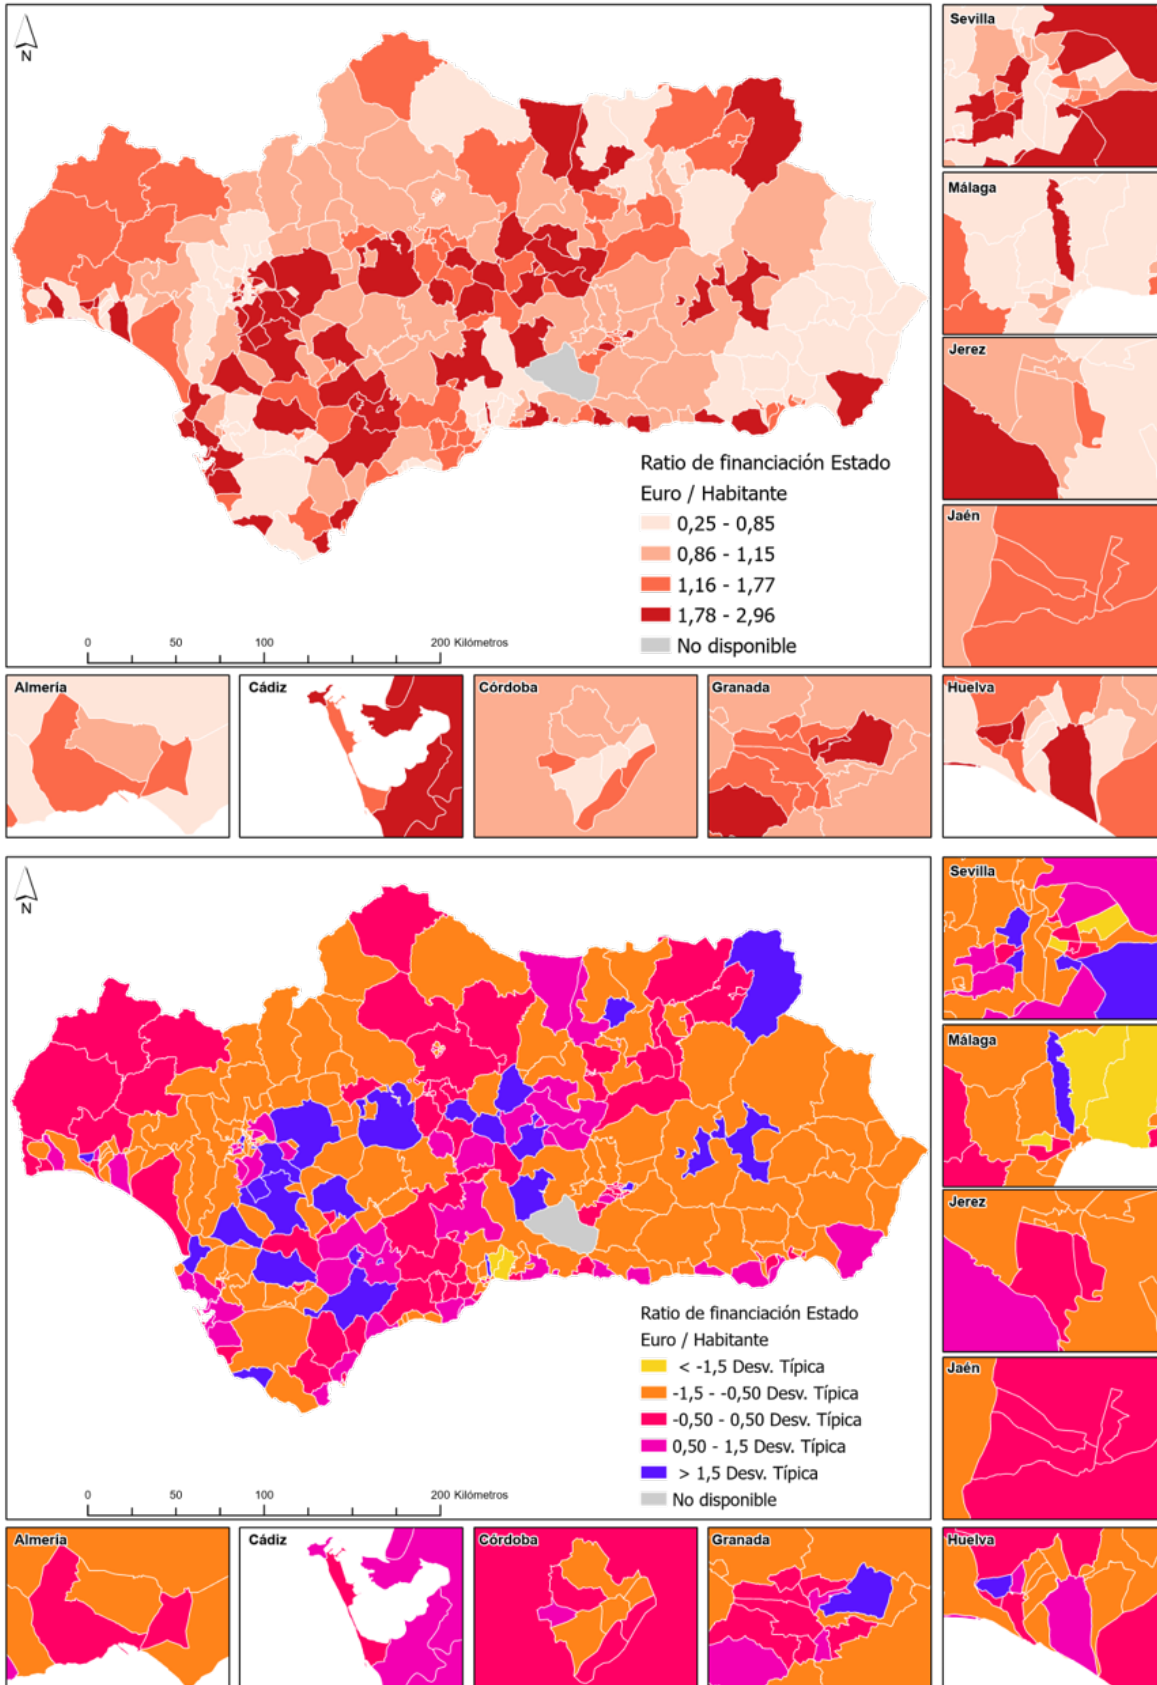 N
Sevilla
Málaga
Jerez
Jaén
Ratio de financiación Estado
Euro / Habitante
0,25 - 0,85
0,86 - 1,15
1,16 - 1,77
1,78 - 2,96
No disponible
0 50 100 200 Kilómetros
Almería
Cádiz
Córdoba
Granada
Huelva
N
Sevilla
Málaga
Jerez
Jaén
Ratio de financiación Estado
Euro / Habitante
< -1,5 Desv. Típica
-1,5 - -0,50 Desv. Típica
-0,50 - 0,50 Desv. Típica
0,50 - 1,5 Desv. Típica
> 1,5 Desv. Típica
No disponible
0 50 100 200 Kilómetros
Almería
Cádiz
Córdoba
Granada
Huelva